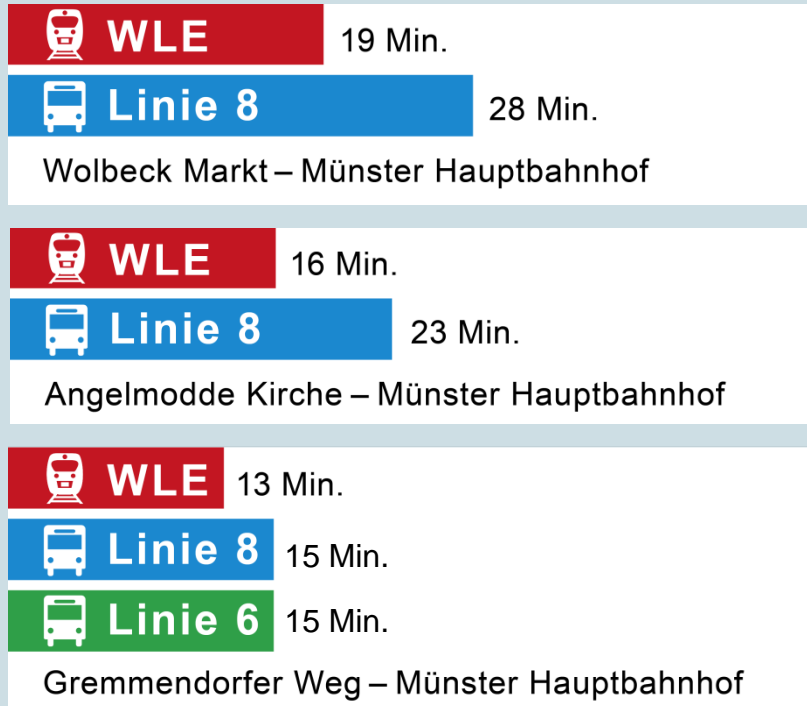 WLE 19 Min.
Linie 8 28 Min.
Wolbeck Markt – Münster Hauptbahnhof
WLE 16 Min.
Linie 8 23 Min.
Angelmodde Kirche – Münster Hauptbahnhof
WLE 13 Min.
Linie 8 15 Min.
Linie 6 15 Min.
Gremmendorfer Weg – Münster Hauptbahnhof